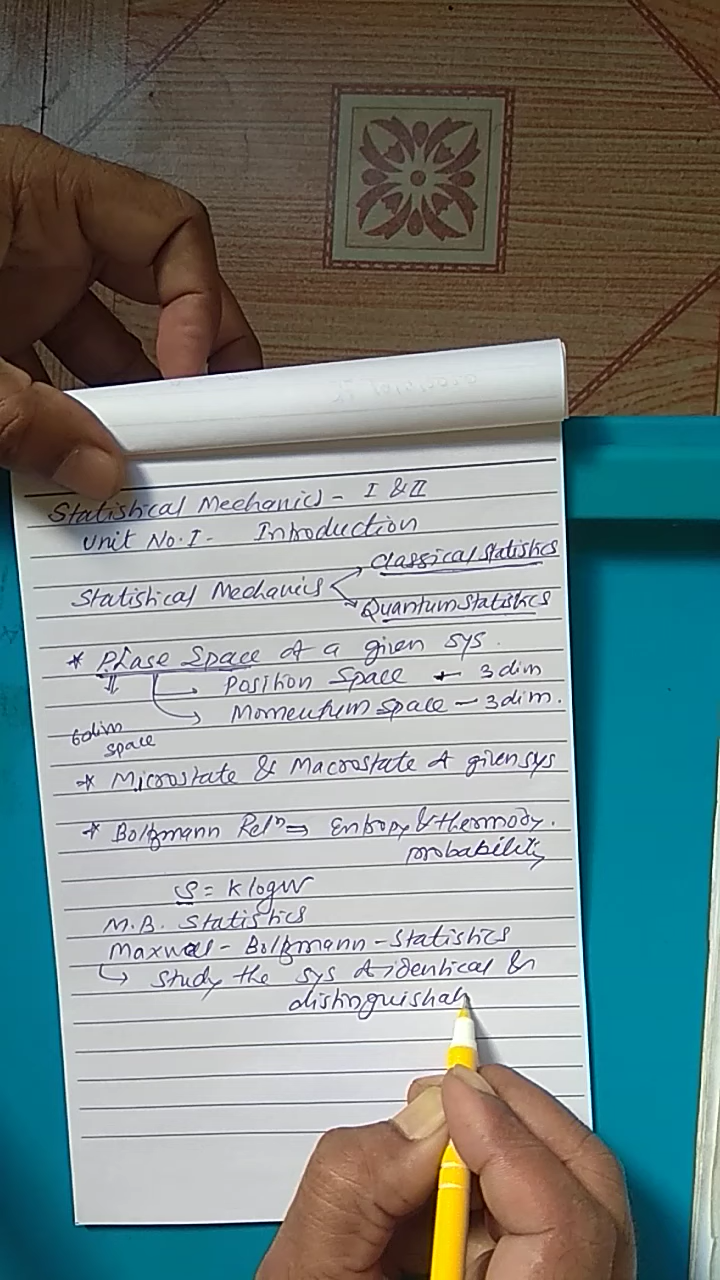 Statistical Mechanics - I & II
Unit No. I - Introduction
Classical Statistics
Statistical Mechanics
Quantum Statistics
* Phase Space of a given sys.
Position Space - 3 dim
Momentum Space - 3 dim.
6 dim
space
* Microstate & Macrostate of given sys
* Boltzmann Relⁿ ⇒ Entropy & thermody.
probability
S = k log W
M.B. Statistics
Maxwell - Boltzmann - Statistics
↳ Study the sys of identical &
distinguishab